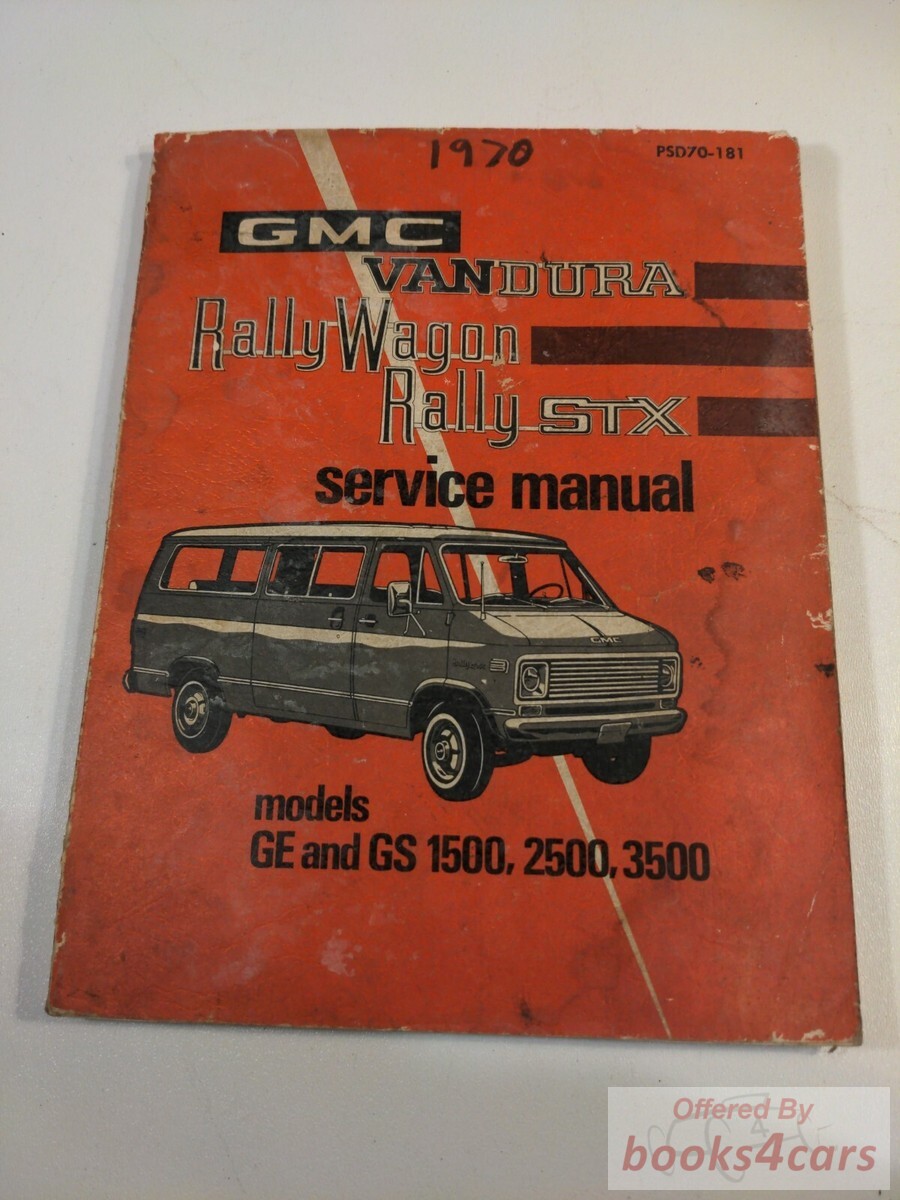 1970
PSD70-181
GMC
VANDURA
Rally Wagon
Rally STX
service manual
GMC
models
GE and GS 1500, 2500, 3500
Offered By
books4cars